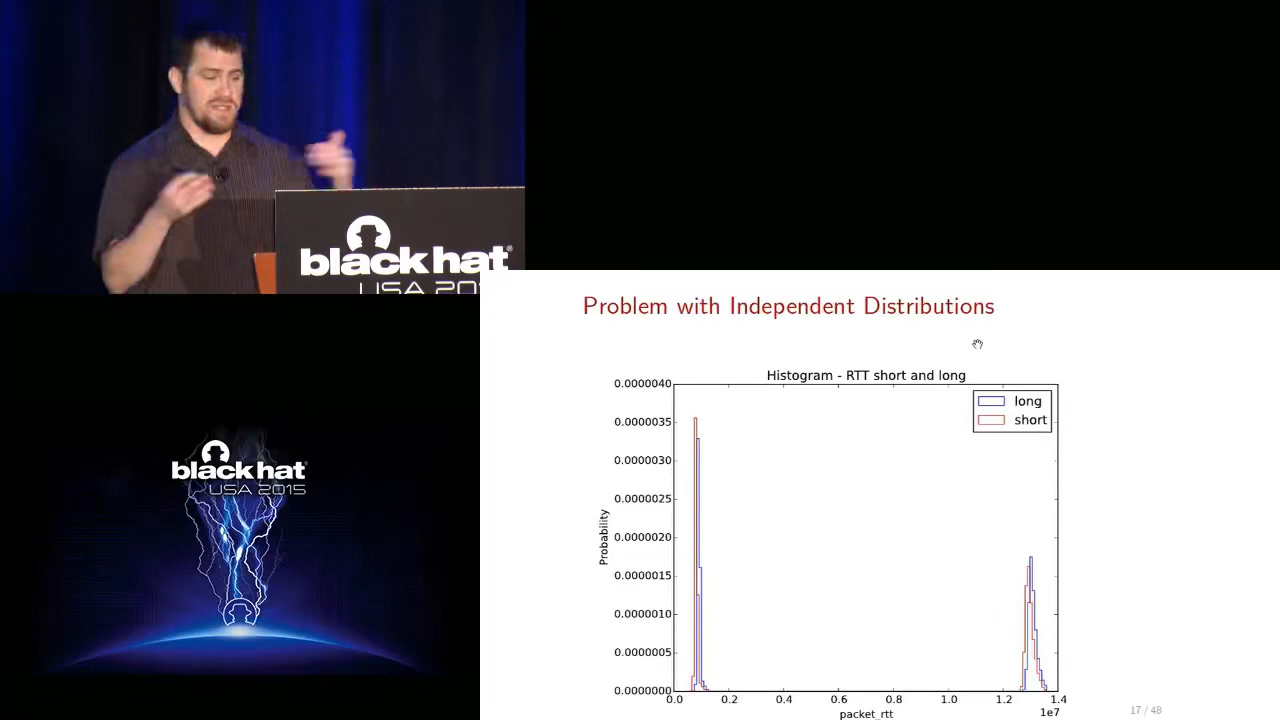 black hat®
USA 201
black hat®
USA 2015
Problem with Independent Distributions
Histogram - RTT short and long
long
short
Probability
0.0000040
0.0000035
0.0000030
0.0000025
0.0000020
0.0000015
0.0000010
0.0000005
0.0000000
0.0 0.2 0.4 0.6 0.8 1.0 1.2 1.4
1e7
packet_rtt
17 / 48